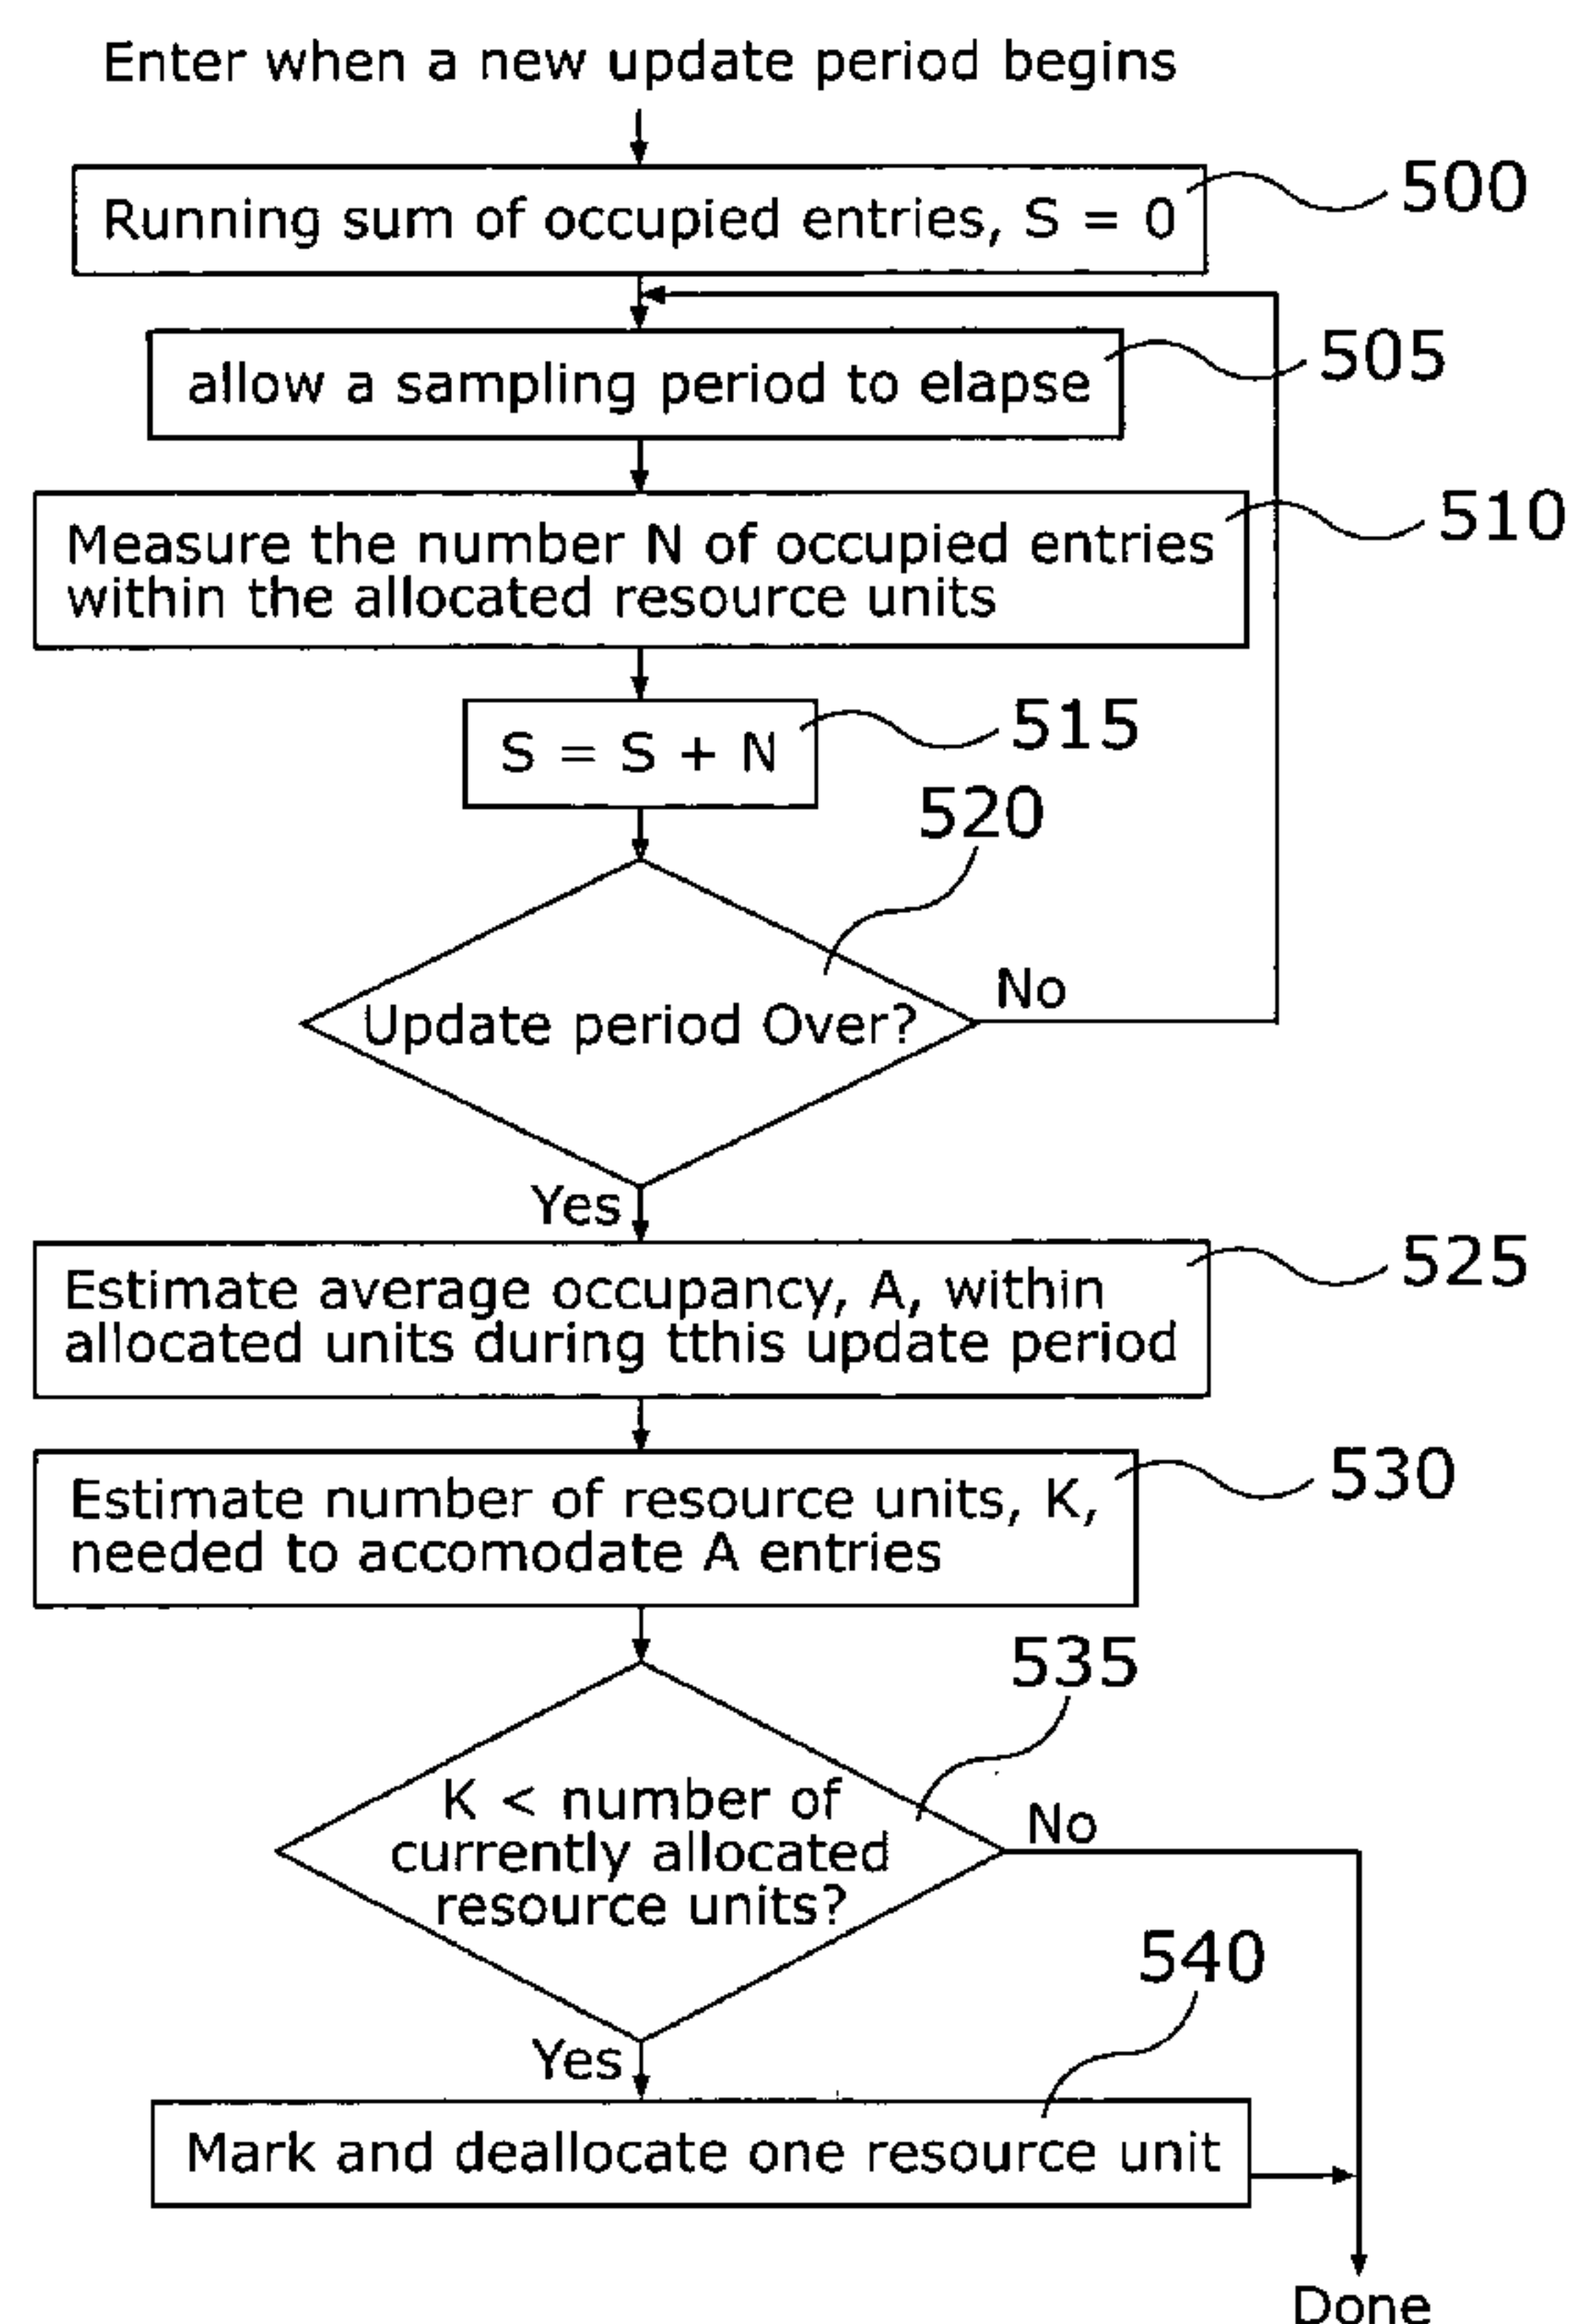 Enter when a new update period begins
Running sum of occupied entries, S = 0
500
allow a sampling period to elapse
505
Measure the number N of occupied entries
within the allocated resource units
510
S = S + N
515
520
Update period Over?
No
Yes
Estimate average occupancy, A, within
allocated units during tthis update period
525
Estimate number of resource units, K,
needed to accomodate A entries
530
535
K < number of
currently allocated
resource units?
No
Yes
540
Mark and deallocate one resource unit
Done